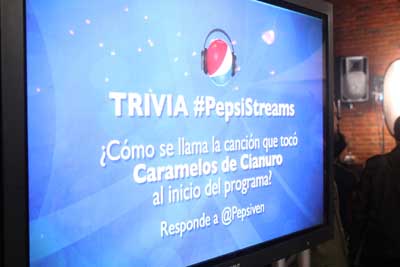 TRIVIA #PepsiStreams
¿Cómo se llama la canción que tocó
Caramelos de Cianuro
al inicio del programa?
Responde a @Pepsiven